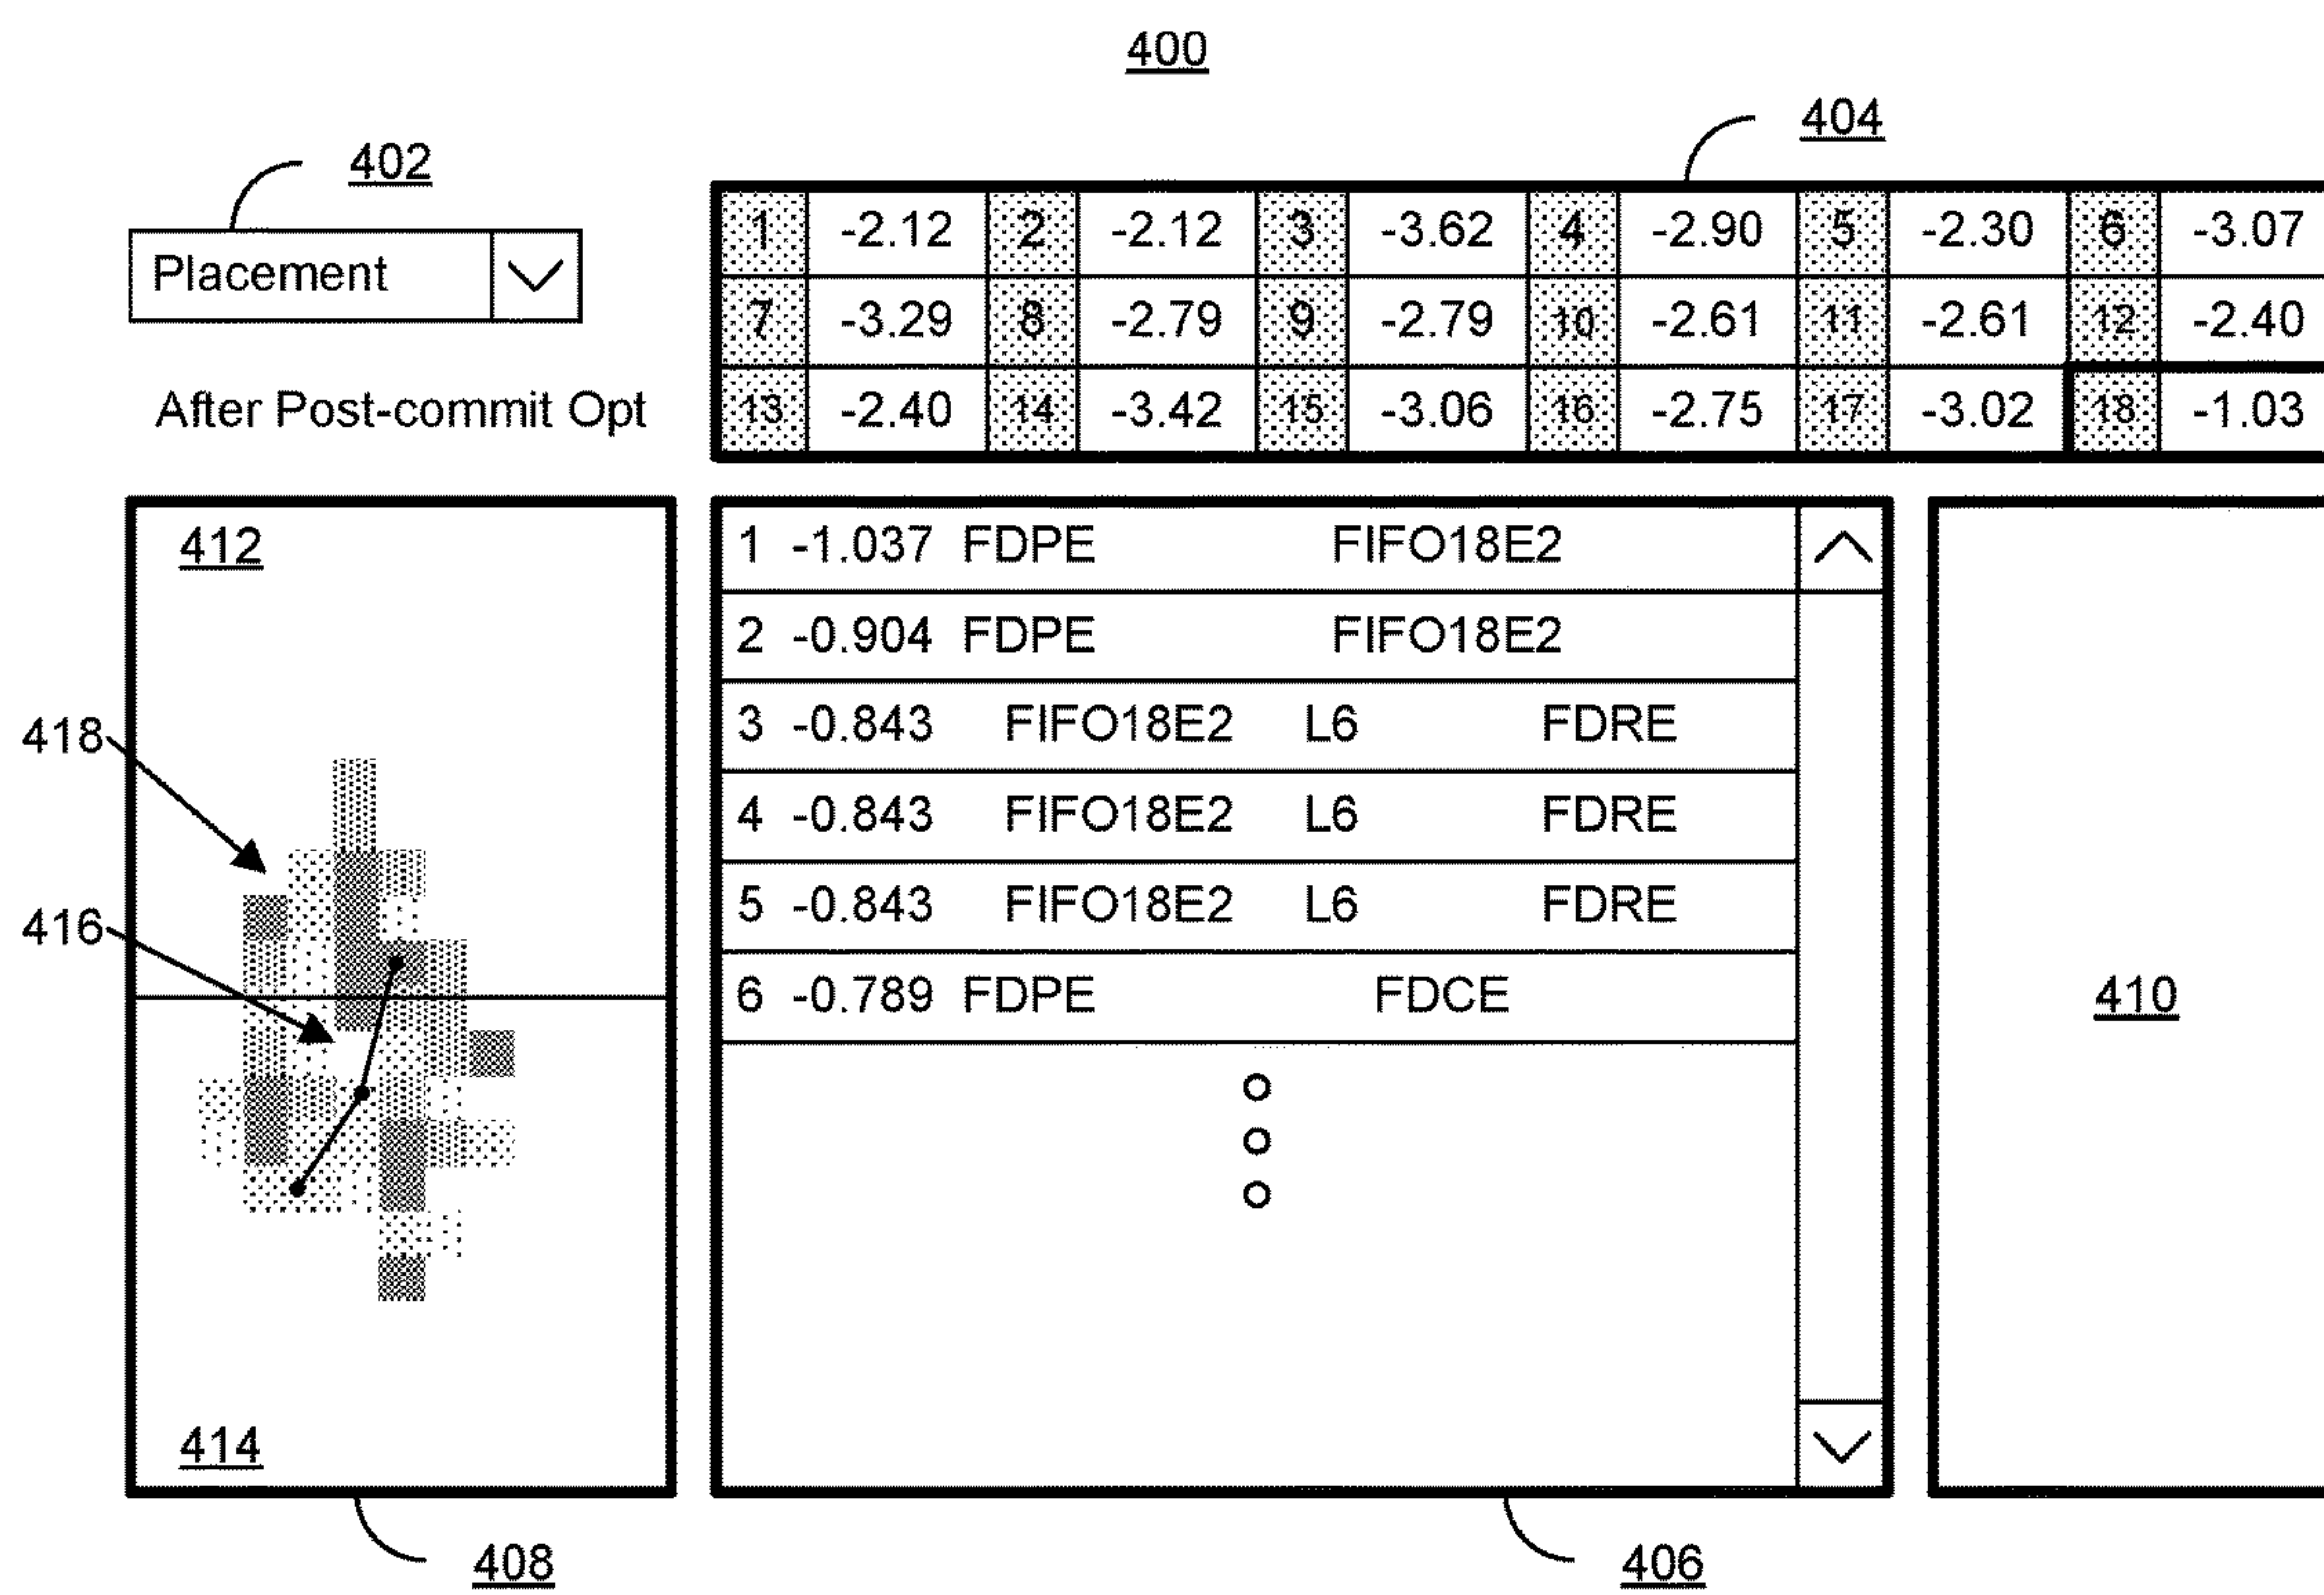 400
404
402
1 -2.12 2 -2.12 3 -3.62 4 -2.90 5 -2.30 6 -3.07
Placement
7 -3.29 8 -2.79 9 -2.79 10 -2.61 11 -2.61 12 -2.40
After Post-commit Opt
13 -2.40 14 -3.42 15 -3.06 16 -2.75 17 -3.02 18 -1.03
412
1 -1.037 FDPE FIFO18E2
2 -0.904 FDPE FIFO18E2
3 -0.843 FIFO18E2 L6 FDRE
418
4 -0.843 FIFO18E2 L6 FDRE
5 -0.843 FIFO18E2 L6 FDRE
416
6 -0.789 FDPE FDCE
410
414
408
406